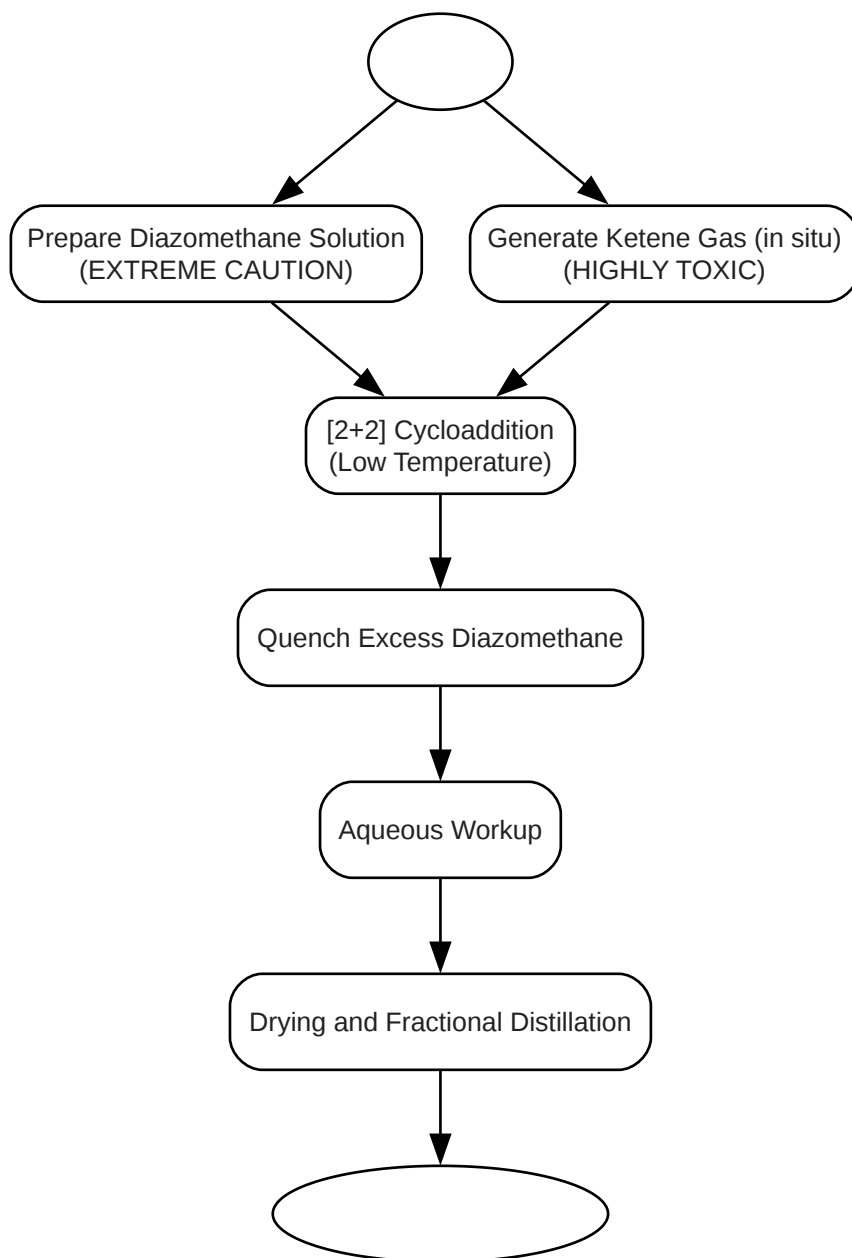 Prepare Diazomethane Solution
(EXTREME CAUTION)
Generate Ketene Gas (in situ)
(HIGHLY TOXIC)
[2+2] Cycloaddition
(Low Temperature)
Quench Excess Diazomethane
Aqueous Workup
Drying and Fractional Distillation